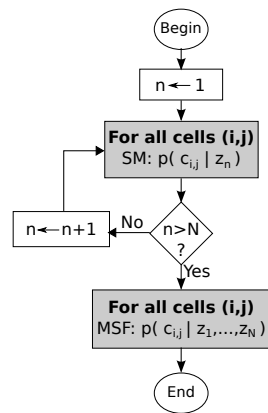 Begin
n← 1
For all cells (i,j)
SM: p( c_{i,j} | z_n )
n>N
?
No
n←n+1
Yes
For all cells (i,j)
MSF: p( c_{i,j} | z_1,...,z_N )
End